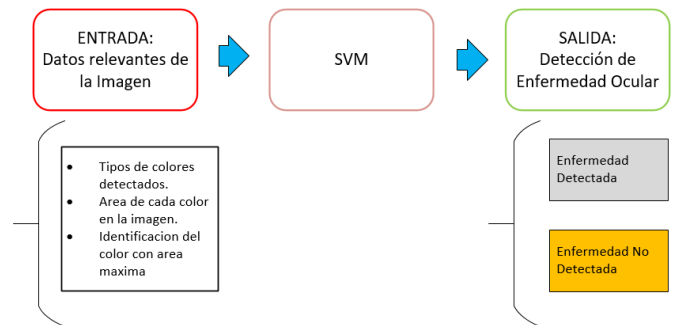 ENTRADA:
Datos relevantes de
la Imagen
SVM
SALIDA:
Detección de
Enfermedad Ocular
• Tipos de colores
detectados.
• Area de cada color
en la imagen.
• Identificacion del
color con area
maxima
Enfermedad
Detectada
Enfermedad No
Detectada